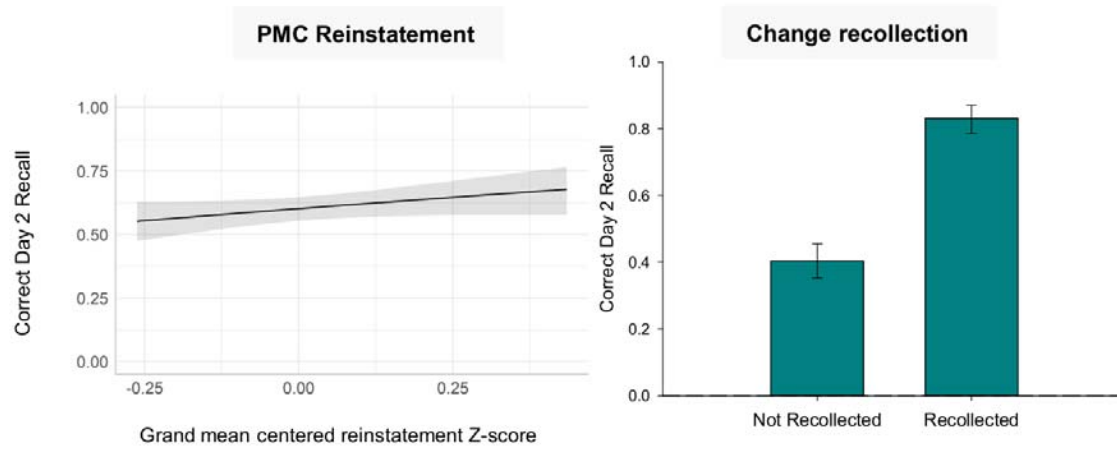 PMC Reinstatement
Correct Day 2 Recall
1.00
0.75
0.50
0.25
0.00
-0.25
0.00
0.25
Grand mean centered reinstatement Z-score
Change recollection
Correct Day 2 Recall
1.0
0.8
0.6
0.4
0.2
0.0
Not Recollected
Recollected